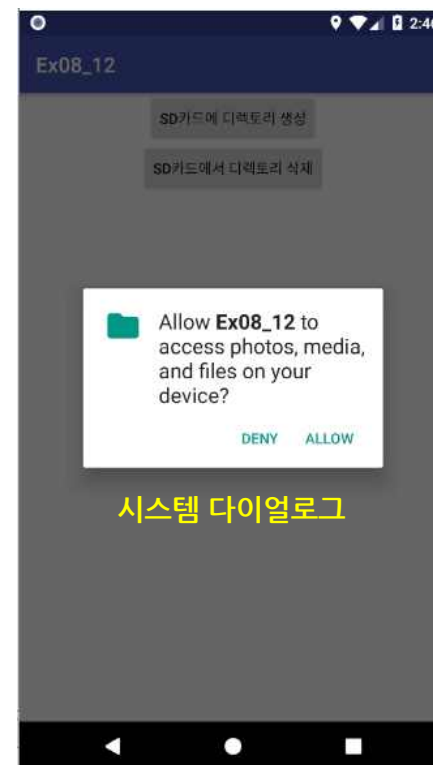 2:46
Ex08_12
SD카드에 디렉토리 생성
SD카드에서 디렉토리 삭제
Allow Ex08_12 to
access photos, media,
and files on your
device?
DENY ALLOW
시스템 다이얼로그